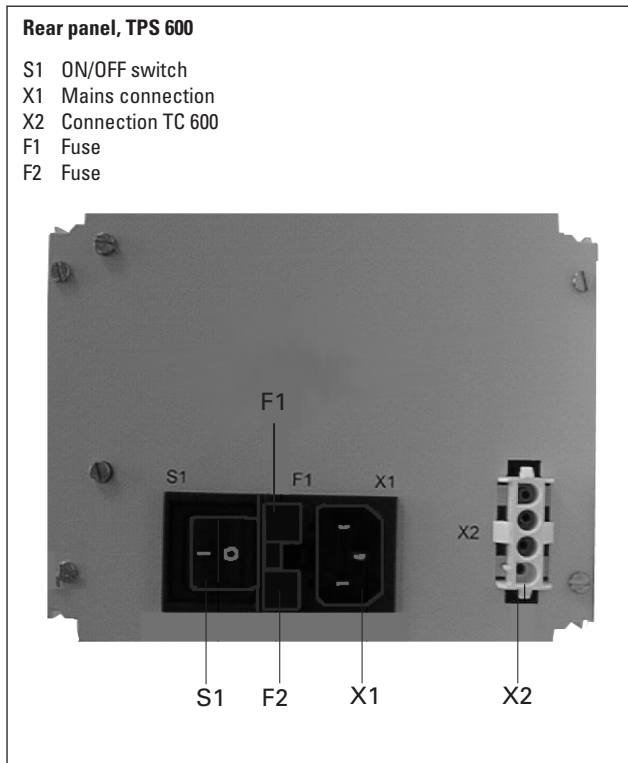 Rear panel, TPS 600
S1 ON/OFF switch
X1 Mains connection
X2 Connection TC 600
F1 Fuse
F2 Fuse
F1
S1 F1 X1
X2
S1 F2 X1 X2